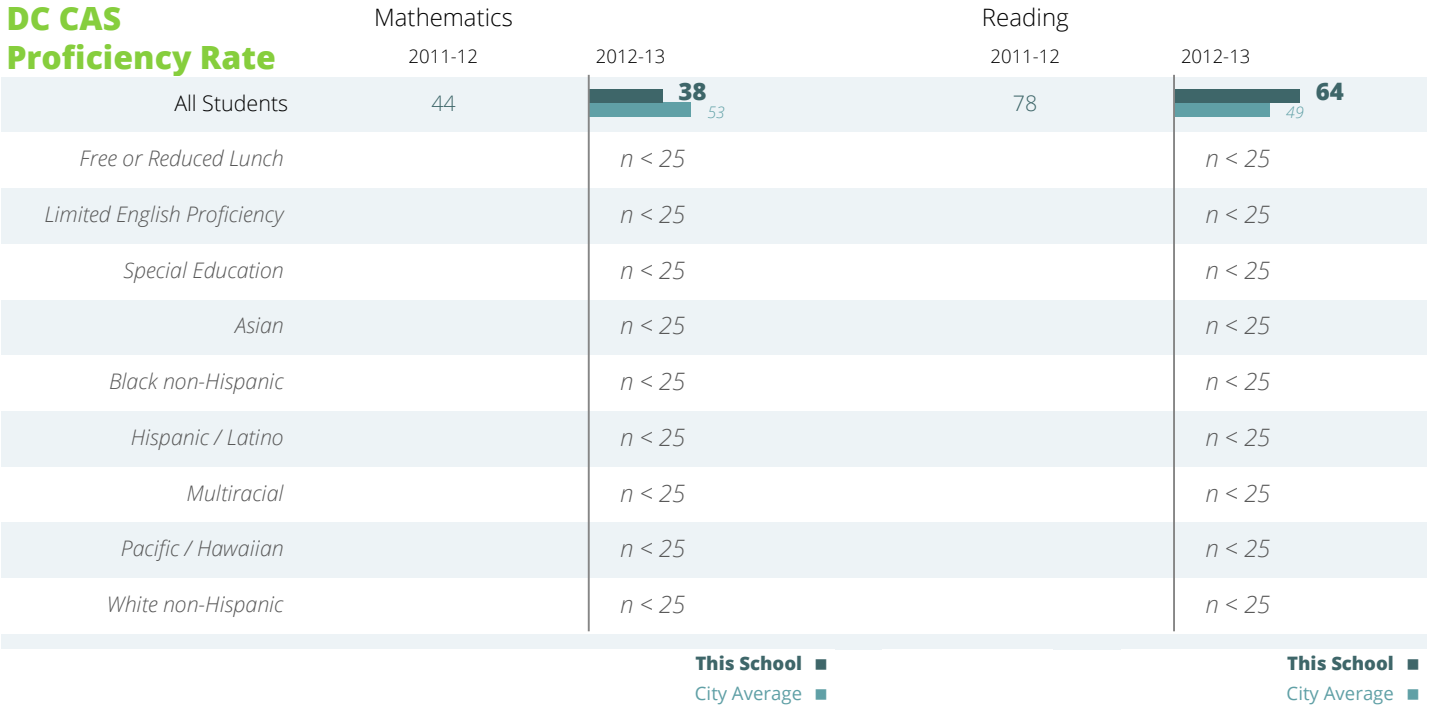 DC CAS
Proficiency Rate
Mathematics Reading
2011-12 2012-13 2011-12 2012-13
All Students 44 38 53 78 64 49
Free or Reduced Lunch n < 25 n < 25
Limited English Proficiency n < 25 n < 25
Special Education n < 25 n < 25
Asian n < 25 n < 25
Black non-Hispanic n < 25 n < 25
Hispanic / Latino n < 25 n < 25
Multiracial n < 25 n < 25
Pacific / Hawaiian n < 25 n < 25
White non-Hispanic n < 25 n < 25
This School This School
City Average City Average